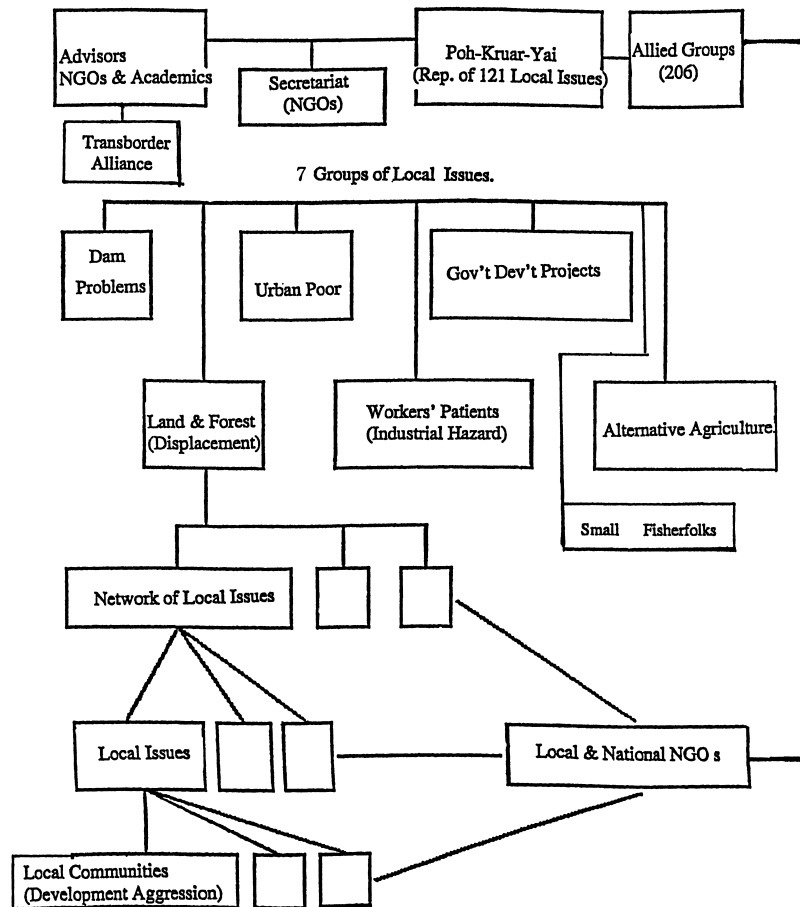 Advisors
NGOs & Academics
Poh-Kruar-Yai
(Rep. of 121 Local Issues)
Allied Groups
(206)
Secretariat
(NGOs)
Transborder
Alliance
7 Groups of Local Issues.
Dam
Problems
Urban Poor
Gov't Dev't Projects
Land & Forest
(Displacement)
Workers' Patients
(Industrial Hazard)
Alternative Agriculture
Small Fisherfolks
Network of Local Issues
Local Issues
Local & National NGO s
Local Communities
(Development Aggression)